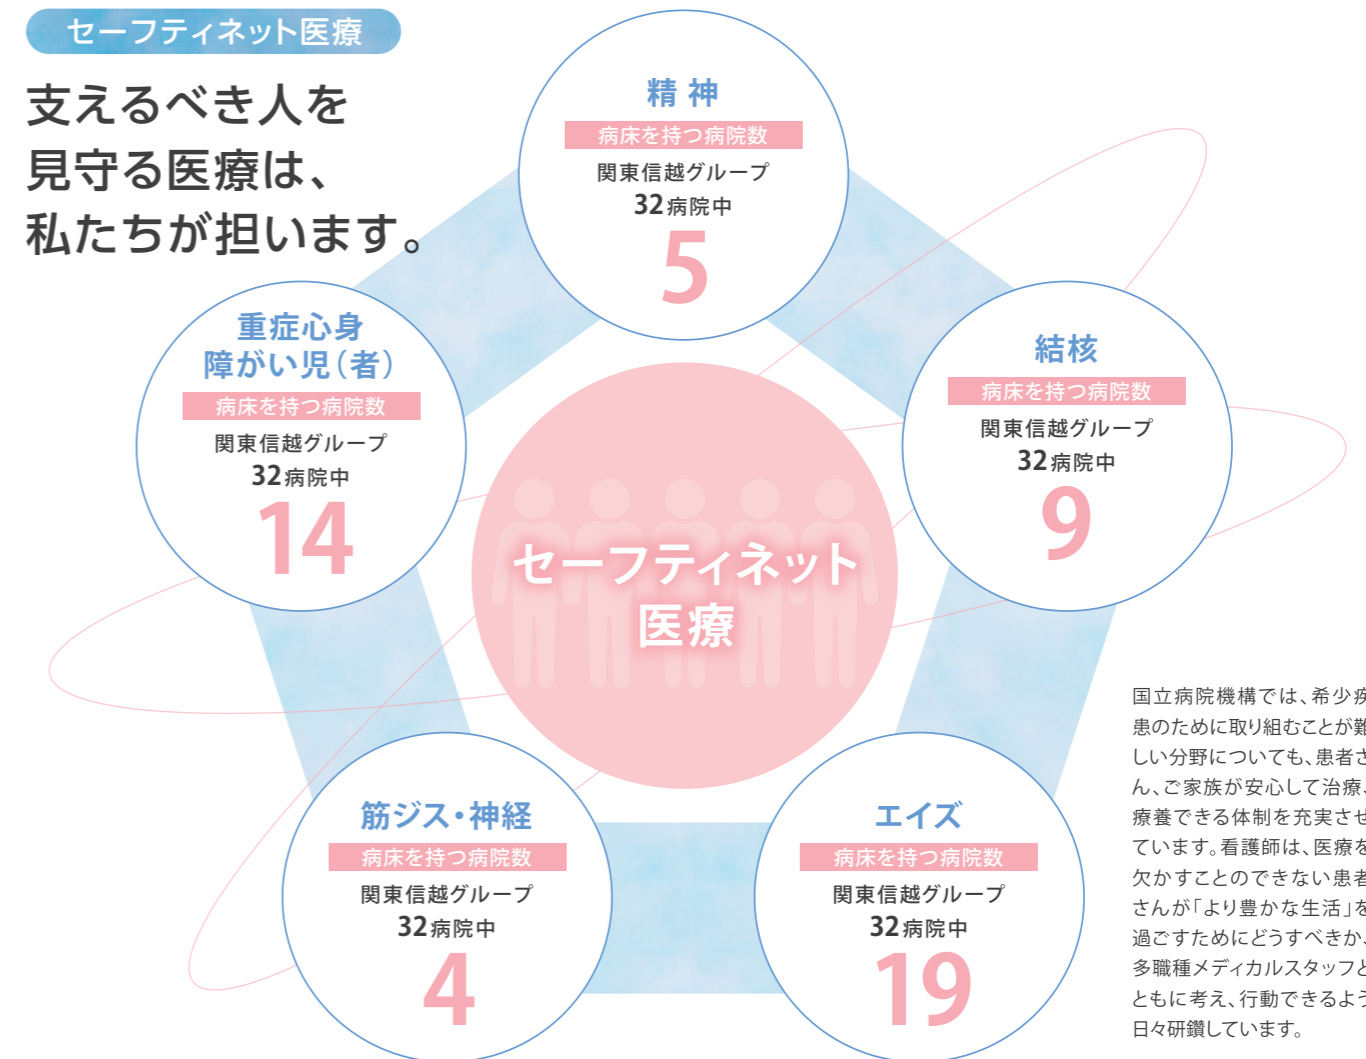 セーフティネット医療
支えるべき人を
見守る医療は、
私たちが担います。
精神
病床を持つ病院数
関東信越グループ
32病院中
5
重症心身
障がい児（者）
病床を持つ病院数
関東信越グループ
32病院中
14
結核
病床を持つ病院数
関東信越グループ
32病院中
9
セーフティネット
医療
筋ジス・神経
病床を持つ病院数
関東信越グループ
32病院中
4
エイズ
病床を持つ病院数
関東信越グループ
32病院中
19
国立病院機構では、希少疾
患のために取り組むことが難
しい分野についても、患者さ
ん、ご家族が安心して治療、
療養できる体制を充実させ
ています。看護師は、医療を
欠かすことのできない患者
さんが「より豊かな生活」を
過ごすためにどうすべきか、
多職種メディカルスタッフと
ともに考え、行動できるよう
日々研鑽しています。